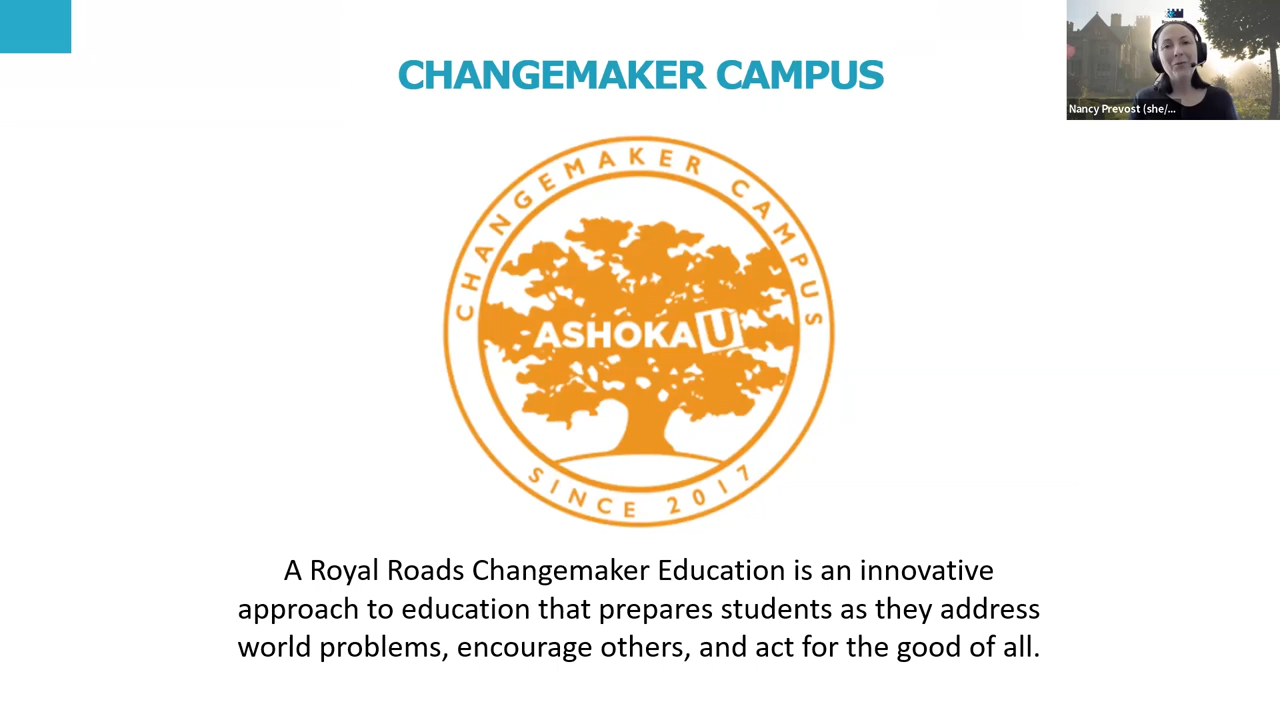 CHANGEMAKER CAMPUS
Nancy Prevost (she/...
CHANGEMAKER CAMPUS
ASHOKA U
SINCE 2017
A Royal Roads Changemaker Education is an innovative
approach to education that prepares students as they address
world problems, encourage others, and act for the good of all.